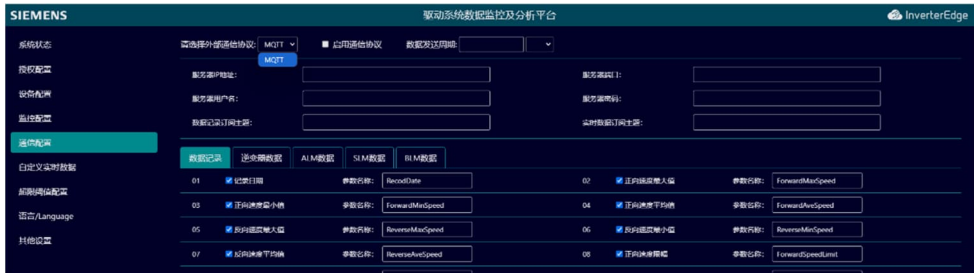 SIEMENS 驱动系统数据监控及分析平台 InverterEdge
系统状态
授权配置
设备配置
监控配置
通信配置
自定义实时数据
超限阈值配置
语言/Language
其他设置
请选择外部通信协议: MQTT 启用通信协议 数据发送周期:
MQTT
服务器IP地址: 服务器端口:
服务器用户名: 服务器密码:
数据记录订阅主题: 实时数据订阅主题:
数据记录 逆变器数据 ALM数据 SLM数据 BLM数据
01 记录日期 参数名称: RecodDate 02 正向速度最大值 参数名称: ForwardMaxSpeed
03 正向速度最小值 参数名称: ForwardMinSpeed 04 正向速度平均值 参数名称: ForwardAveSpeed
05 反向速度最大值 参数名称: ReverseMaxSpeed 06 反向速度最小值 参数名称: ReverseMinSpeed
07 反向速度平均值 参数名称: ReverseAveSpeed 08 正向速度限幅 参数名称: ForwardSpeedLimit